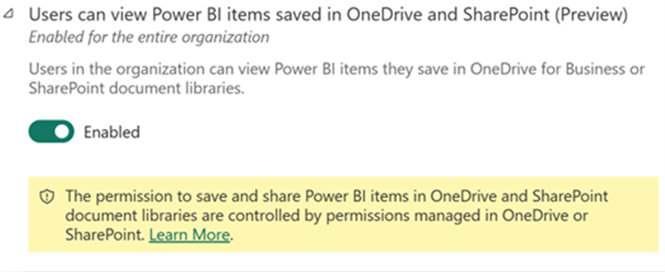 Users can view Power BI items saved in OneDrive and SharePoint (Preview)
Enabled for the entire organization
Users in the organization can view Power BI items they save in OneDrive for Business or
SharePoint document libraries.
Enabled
The permission to save and share Power BI items in OneDrive and SharePoint
document libraries are controlled by permissions managed in OneDrive or
SharePoint. Learn More.